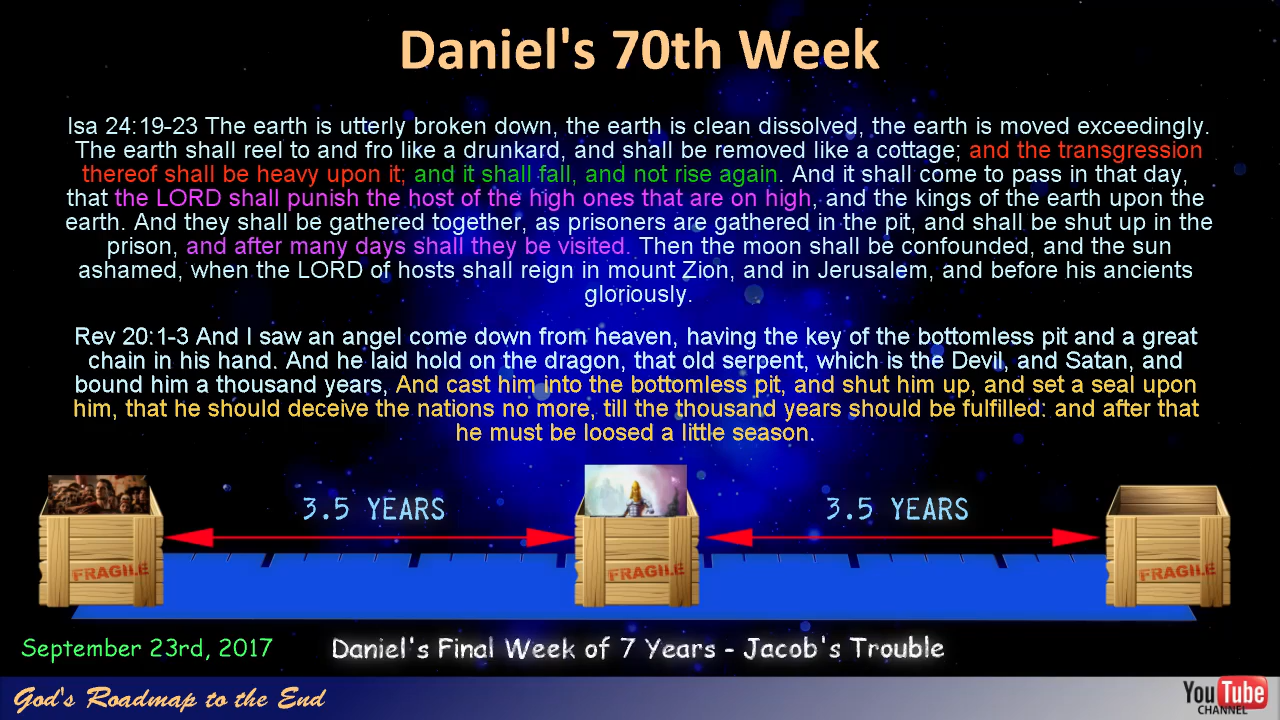 Daniel's 70th Week
Isa 24:19-23 The earth is utterly broken down, the earth is clean dissolved, the earth is moved exceedingly.
The earth shall reel to and fro like a drunkard, and shall be removed like a cottage; and the transgression
thereof shall be heavy upon it; and it shall fall, and not rise again. And it shall come to pass in that day,
that the LORD shall punish the host of the high ones that are on high, and the kings of the earth upon the
earth. And they shall be gathered together, as prisoners are gathered in the pit, and shall be shut up in the
prison, and after many days shall they be visited. Then the moon shall be confounded, and the sun
ashamed, when the LORD of hosts shall reign in mount Zion, and in Jerusalem, and before his ancients
gloriously.
Rev 20:1-3 And I saw an angel come down from heaven, having the key of the bottomless pit and a great
chain in his hand. And he laid hold on the dragon, that old serpent, which is the Devil, and Satan, and
bound him a thousand years, And cast him into the bottomless pit, and shut him up, and set a seal upon
him, that he should deceive the nations no more, till the thousand years should be fulfilled: and after that
he must be loosed a little season.
3.5 YEARS
3.5 YEARS
FRAGILE
FRAGILE
FRAGILE
September 23rd, 2017
Daniel's Final Week of 7 Years - Jacob's Trouble
God's Roadmap to the End
YouTube
CHANNEL